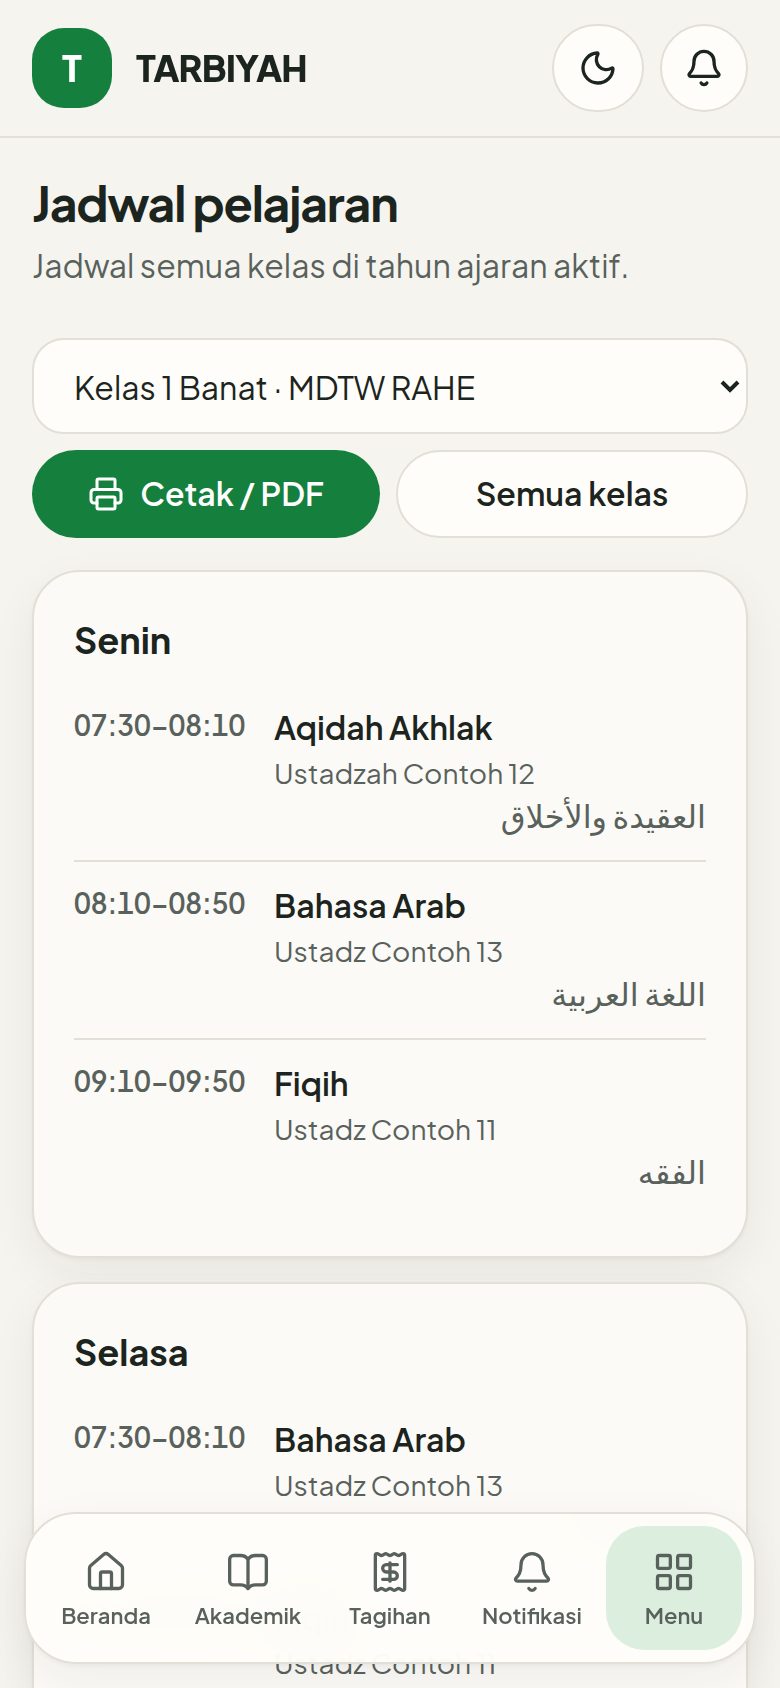 T
TARBIYAH
Jadwal pelajaran
Jadwal semua kelas di tahun ajaran aktif.
Kelas 1 Banat · MDTW RAHE
Cetak / PDF
Semua kelas
Senin
07:30–08:10
Aqidah Akhlak
Ustadzah Contoh 12
العقيدة والأخلاق
08:10–08:50
Bahasa Arab
Ustadz Contoh 13
اللغة العربية
09:10–09:50
Fiqih
Ustadz Contoh 11
الفقه
Selasa
07:30–08:10
Bahasa Arab
Ustadz Contoh 13
Beranda
Akademik
Tagihan
Notifikasi
Menu
Ustadz Contoh 11